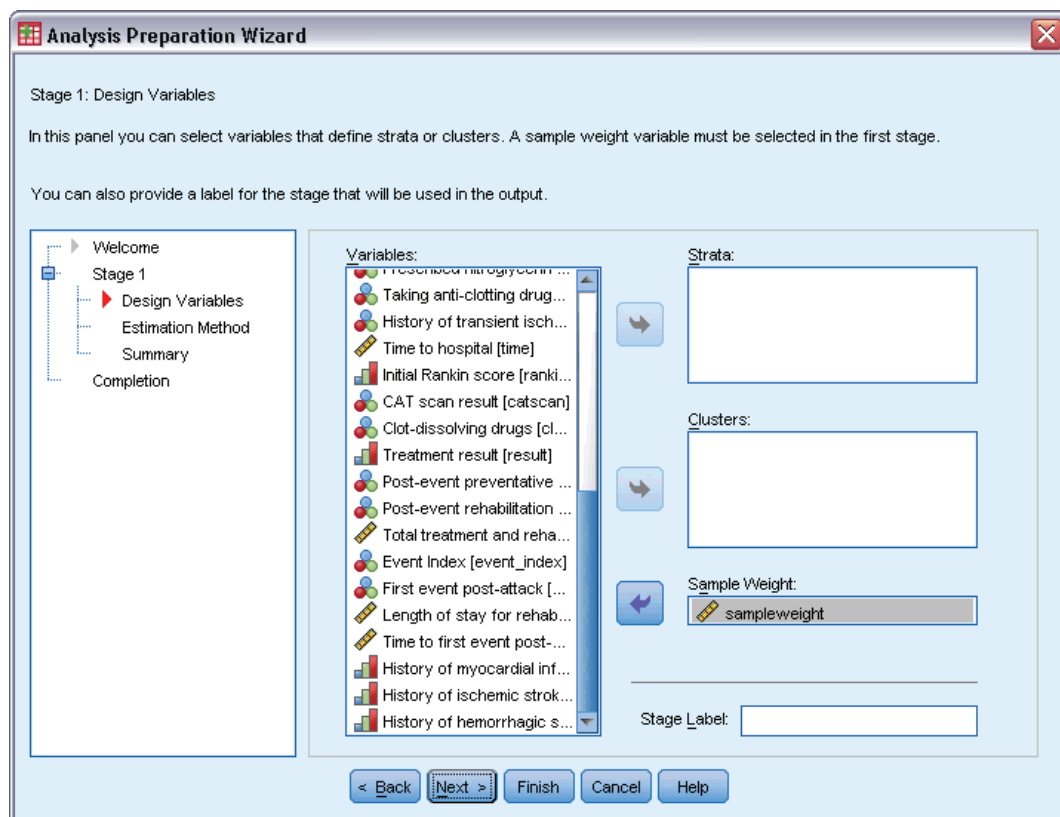 Analysis Preparation Wizard
Stage 1: Design Variables
In this panel you can select variables that define strata or clusters. A sample weight variable must be selected in the first stage.
You can also provide a label for the stage that will be used in the output.
Welcome
Stage 1
Design Variables
Estimation Method
Summary
Completion
Variables:
Prescribed nitroglycerin ...
Taking anti-clotting drug...
History of transient isch...
Time to hospital [time]
Initial Rankin score [ranki...
CAT scan result [catscan]
Clot-dissolving drugs [cl...
Treatment result [result]
Post-event preventative ...
Post-event rehabilitation ...
Total treatment and reha...
Event Index [event_index]
First event post-attack [...
Length of stay for rehab...
Time to first event post-...
History of myocardial inf...
History of ischemic strok...
History of hemorrhagic s...
Strata:
Clusters:
Sample Weight:
sampleweight
Stage Label:
< Back
Next >
Finish
Cancel
Help